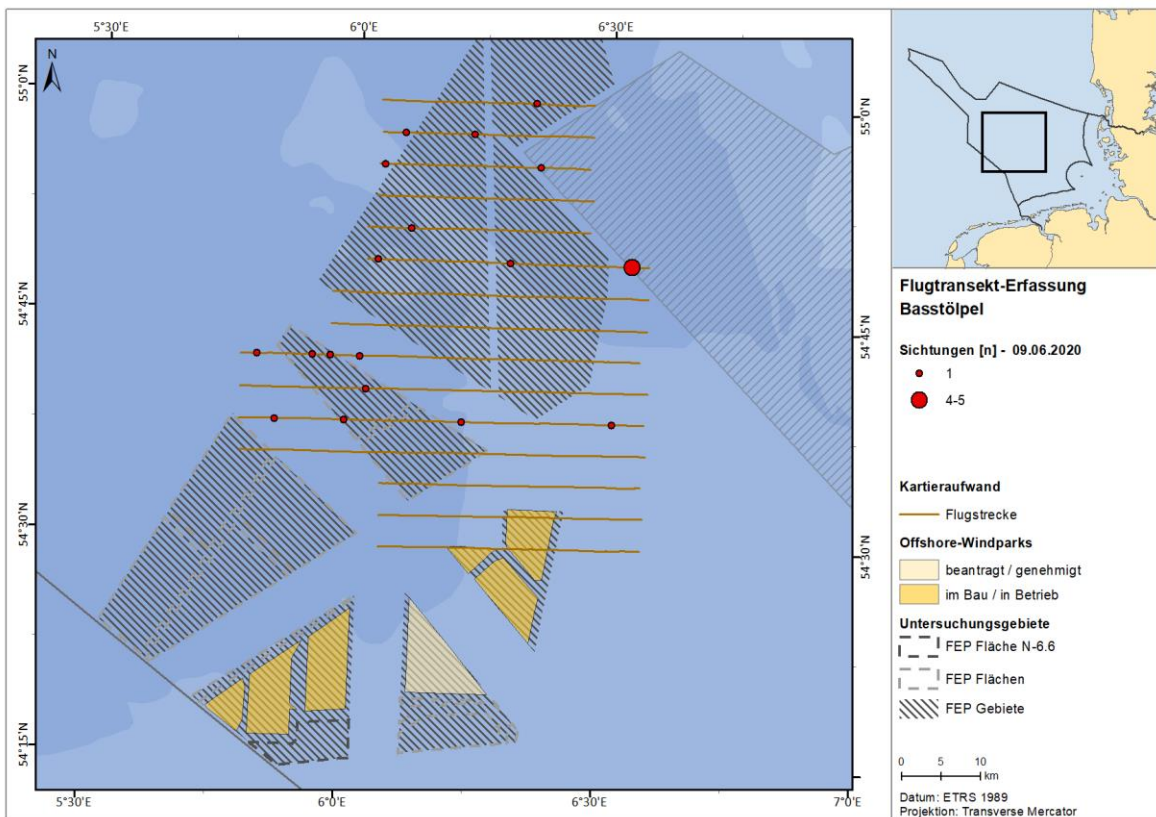 5°30'E
6°0'E
6°30'E
N
55°0'N
55°0'N
54°45'N
54°45'N
54°30'N
54°30'N
54°15'N
5°30'E
6°0'E
6°30'E
7°0'E
Flugtransekt-Erfassung
Basstölpel
Sichtungen [n] - 09.06.2020
1
4-5
Kartieraufwand
Flugstrecke
Offshore-Windparks
beantragt / genehmigt
im Bau / in Betrieb
Untersuchungsgebiete
FEP Fläche N-6.6
FEP Flächen
FEP Gebiete
0 5 10
km
Datum: ETRS 1989
Projektion: Transverse Mercator